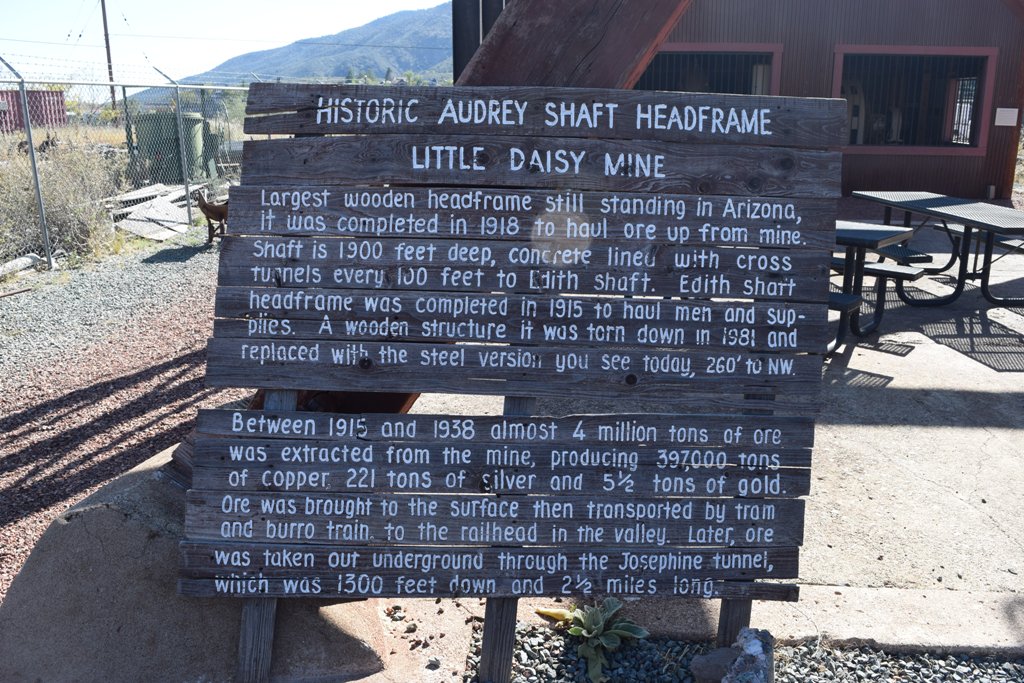 HISTORIC AUDREY SHAFT HEADFRAME
LITTLE DAISY MINE
Largest wooden headframe still standing in Arizona,
it was completed in 1918 to haul ore up from mine.
Shaft is 1900 feet deep, concrete lined with cross
tunnels every 100 feet to Edith shaft. Edith shaft
headframe was completed in 1915 to haul men and sup-
plies. A wooden structure it was torn down in 1981 and
replaced with the steel version you see today, 260' to NW.
Between 1915 and 1938 almost 4 million tons of ore
was extracted from the mine, producing 397,000 tons
of copper, 221 tons of silver and 5½ tons of gold.
Ore was brought to the surface then transported by tram
and burro train to the railhead in the valley. Later, ore
was taken out underground through the Josephine tunnel,
which was 1300 feet down and 2½ miles long.